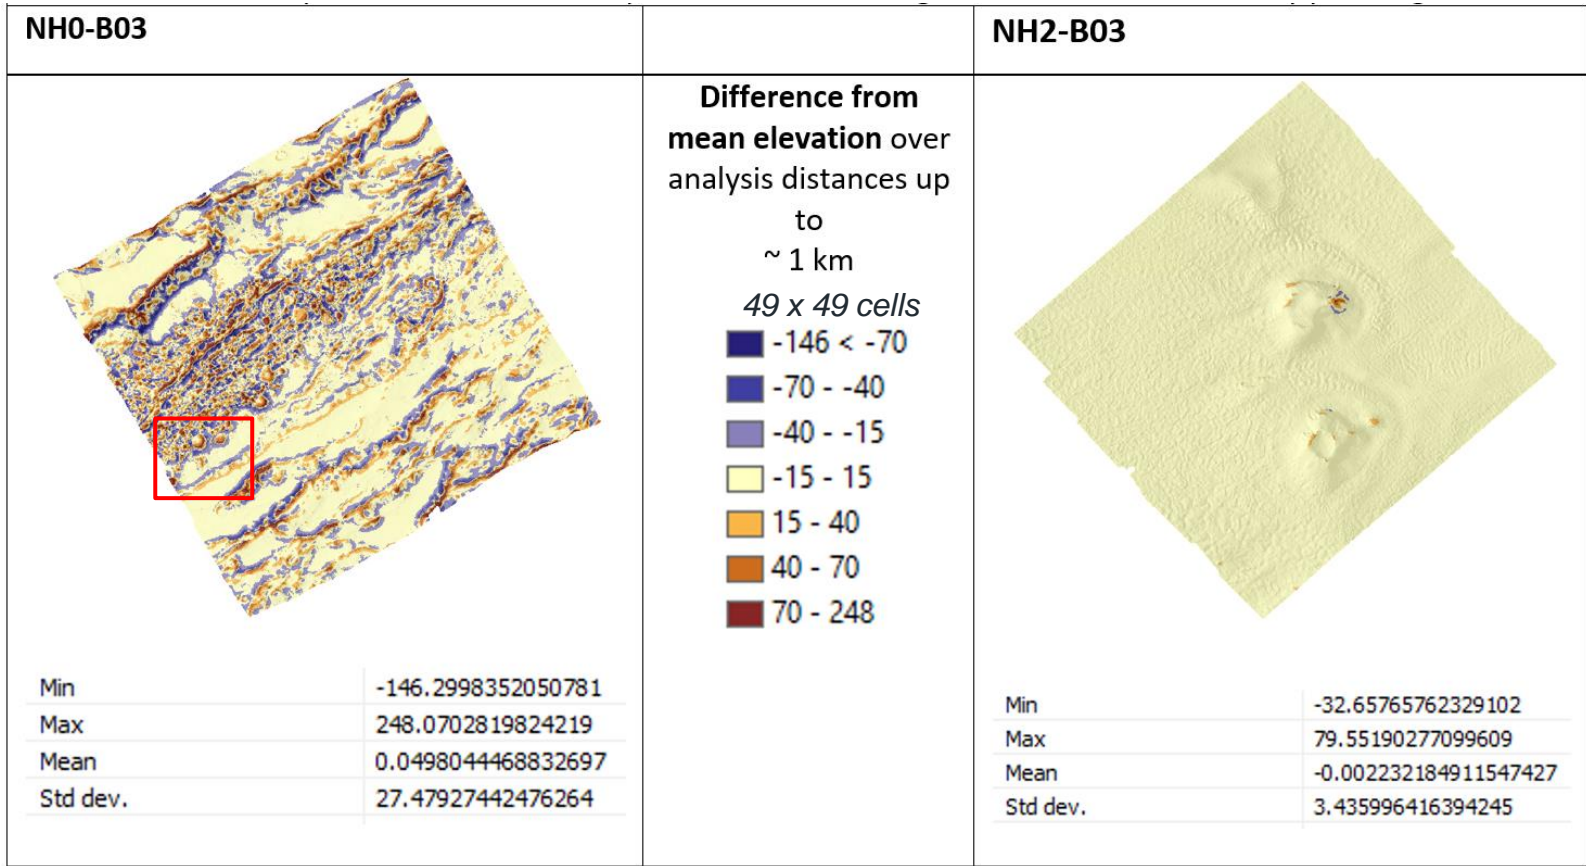 NH0-B03
NH2-B03
Difference from
mean elevation over
analysis distances up
to
~ 1 km
49 x 49 cells
-146 < -70
-70 - -40
-40 - -15
-15 - 15
15 - 40
40 - 70
70 - 248
Min -146.2998352050781
Max 248.0702819824219
Mean 0.0498044468832697
Std dev. 27.47927442476264
Min -32.65765762329102
Max 79.55190277099609
Mean -0.002232184911547427
Std dev. 3.435996416394245